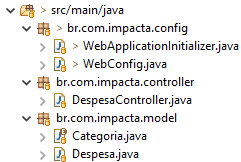 > src/main/java
> br.com.impacta.config
> WebApplicationInitializer.java
> WebConfig.java
br.com.impacta.controller
DespesaController.java
br.com.impacta.model
Categoria.java
Despesa.java